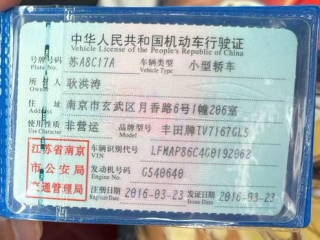 中华人民共和国机动车行驶证
Vehicle License of the People's Republic of China
号牌号码 苏A8C17A 车辆类型 小型轿车
Plate No. Vehicle Type
所有人 耿洪涛
Owner
住址 南京市玄武区月香路6号1幢206室
Address
使用性质 非营运 品牌型号 丰田牌TV7167GL5
Use Character Model
江苏省南京
市公安局
交通管理局
车辆识别代号 LFMAP86C4G0192068
VIN
发动机号码 G540640
Engine No.
注册日期 2016-03-23 发证日期 2016-03-23
Register Date Issue Date